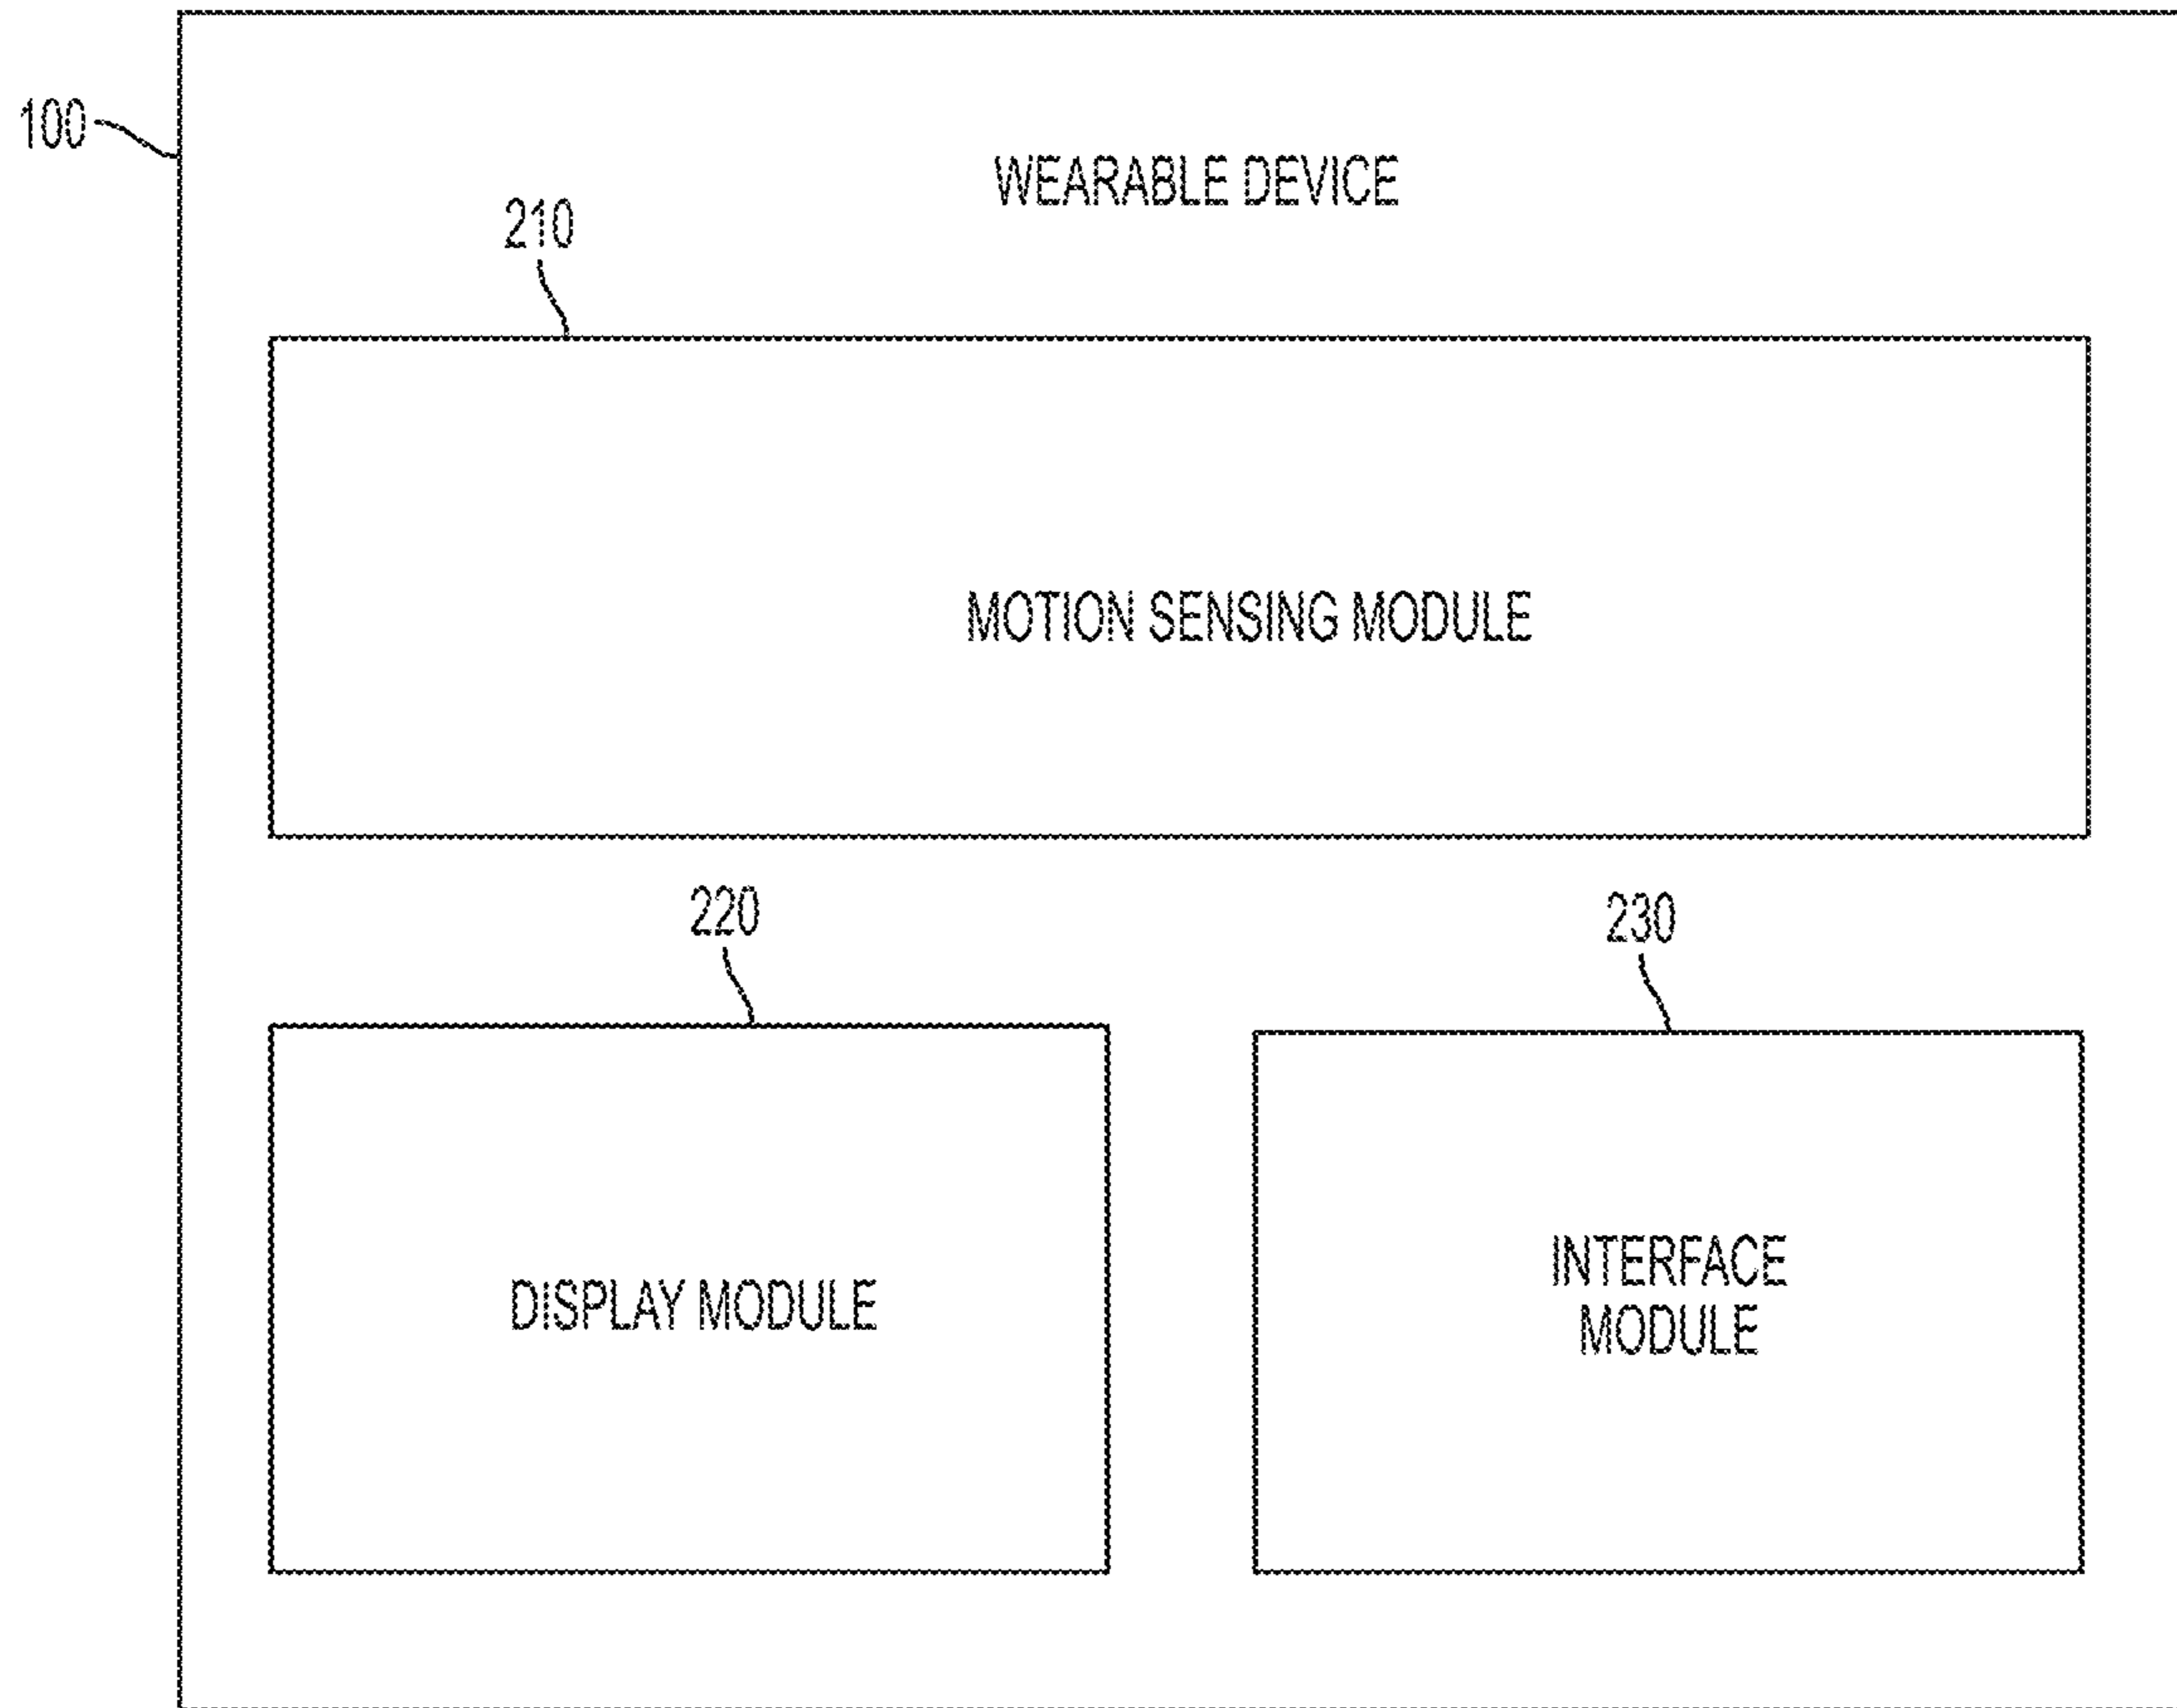 100
WEARABLE DEVICE
210
MOTION SENSING MODULE
220
230
DISPLAY MODULE
INTERFACE
MODULE